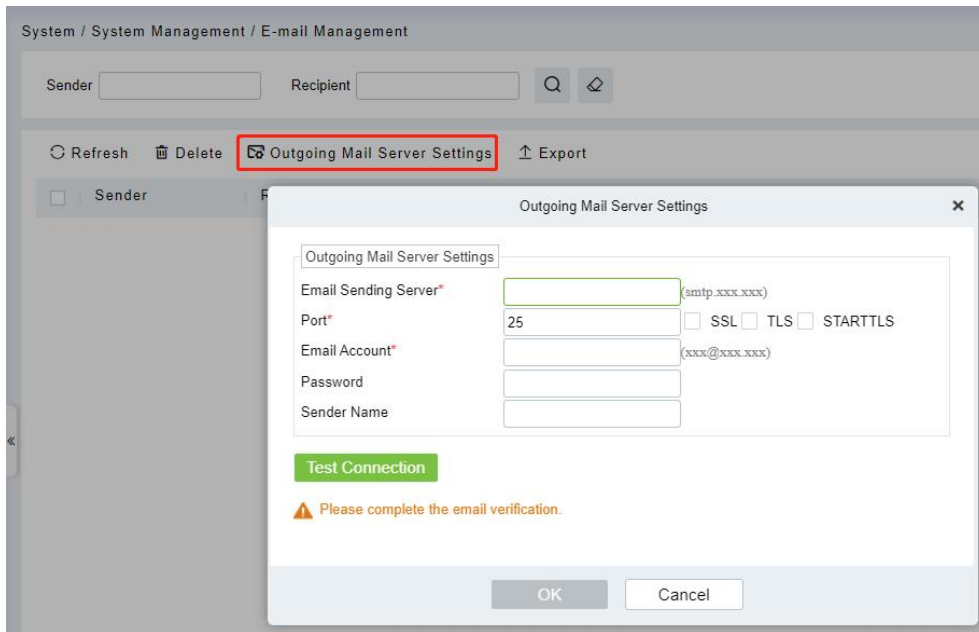 System / System Management / E-mail Management
Sender Recipient
Refresh Delete Outgoing Mail Server Settings Export
Sender
Outgoing Mail Server Settings ×
Outgoing Mail Server Settings
Email Sending Server* (smtp.xxx.xxx)
Port* 25 SSL TLS STARTTLS
Email Account* (xxx@xxx.xxx)
Password
Sender Name
«
Test Connection
Please complete the email verification.
OK Cancel